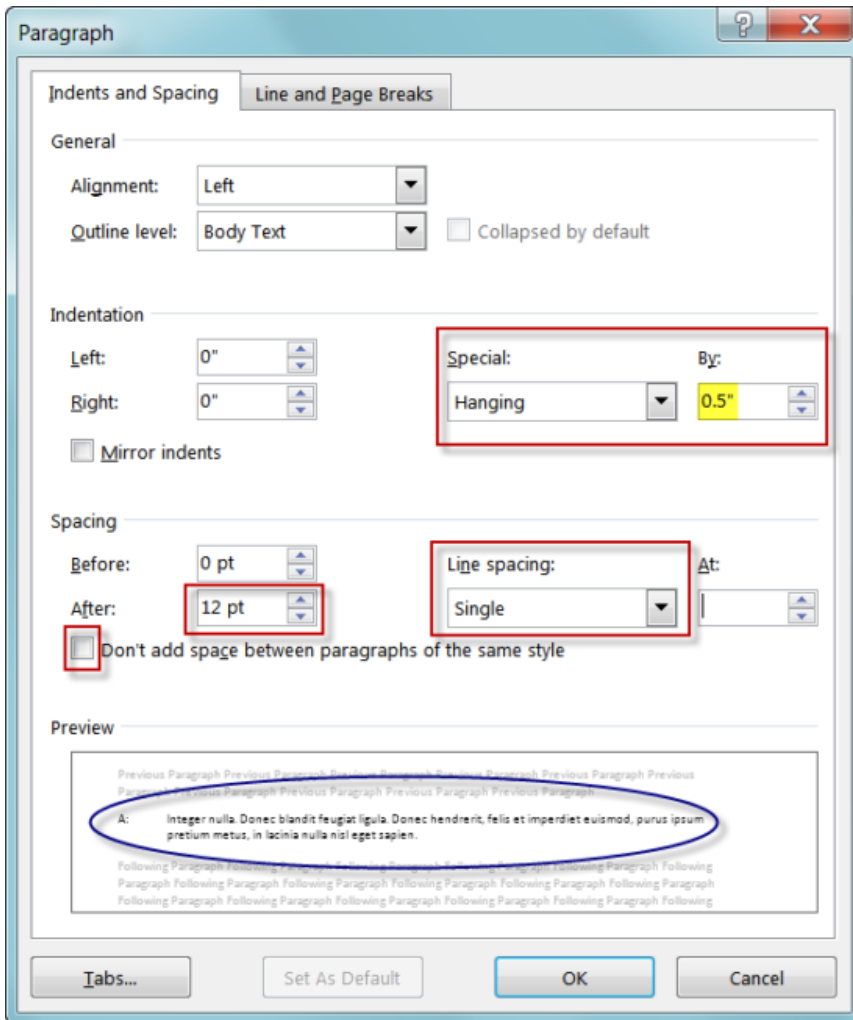 Paragraph
Indents and Spacing
Line and Page Breaks
General
Alignment: Left
Outline level: Body Text Collapsed by default
Indentation
Left: 0" Special: By:
Right: 0" Hanging 0.5"
Mirror indents
Spacing
Before: 0 pt Line spacing: At:
After: 12 pt Single
Don't add space between paragraphs of the same style
Preview
Previous Paragraph Previous Paragraph Previous Paragraph Previous Paragraph Previous Paragraph Previous
Paragraph Previous Paragraph Previous Paragraph Previous Paragraph Previous Paragraph
A: Integer nulla. Donec blandit feugiat ligula. Donec hendrerit, felis et imperdiet euismod, purus ipsum
pretium metus, in lacinia nulla nisl eget sapien.
Following Paragraph Following Paragraph Following Paragraph Following Paragraph Following
Paragraph Following Paragraph Following Paragraph Following Paragraph Following Paragraph
Following Paragraph Following Paragraph Following Paragraph Following Paragraph Following
Tabs... Set As Default OK Cancel